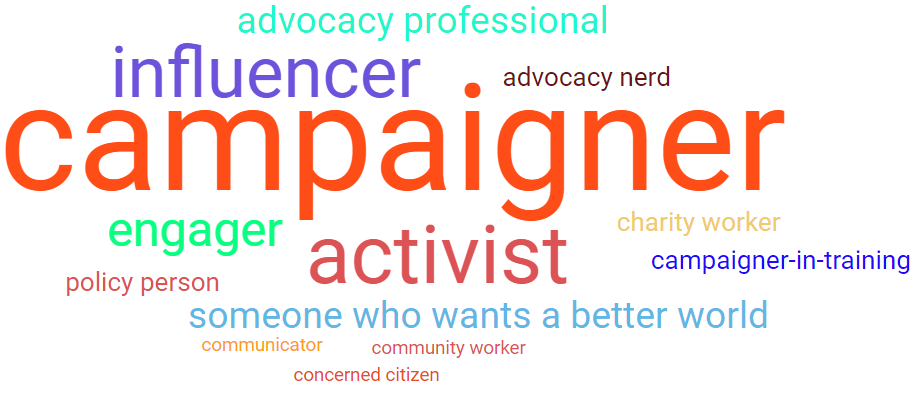 advocacy professional
influencer
advocacy nerd
campaigner
engager
activist
charity worker
campaigner-in-training
policy person
someone who wants a better world
communicator
community worker
concerned citizen